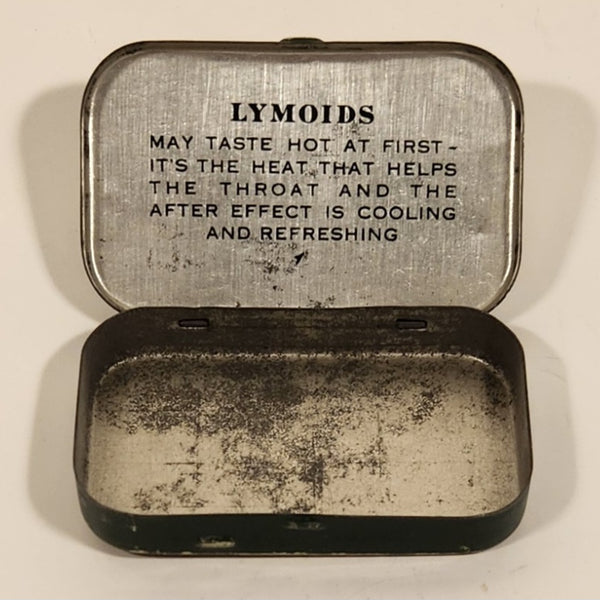 LYMOIDS
MAY TASTE HOT AT FIRST-
IT'S THE HEAT THAT HELPS
THE THROAT AND THE
AFTER EFFECT IS COOLING
AND REFRESHING